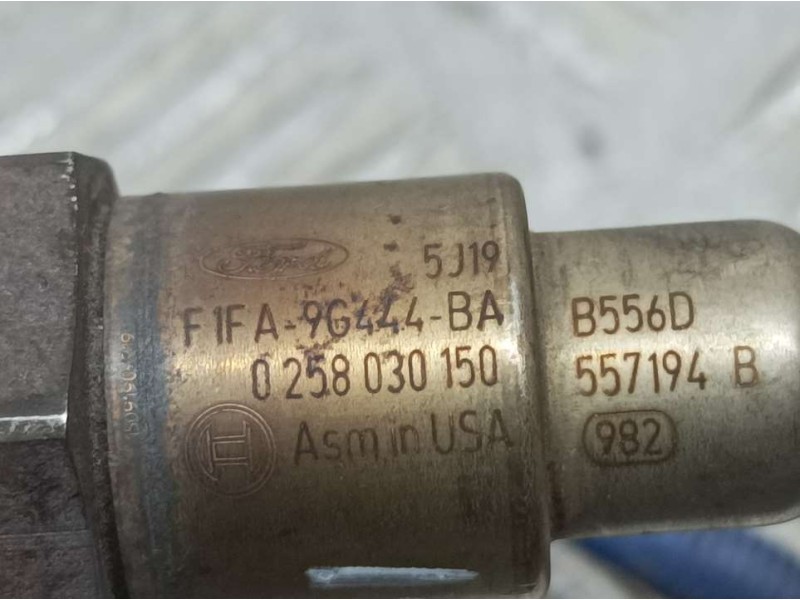 Ford 5J19
F1FA-9G444-BA
0 258 030 150
Asm in USA
B556D
557194 B
982